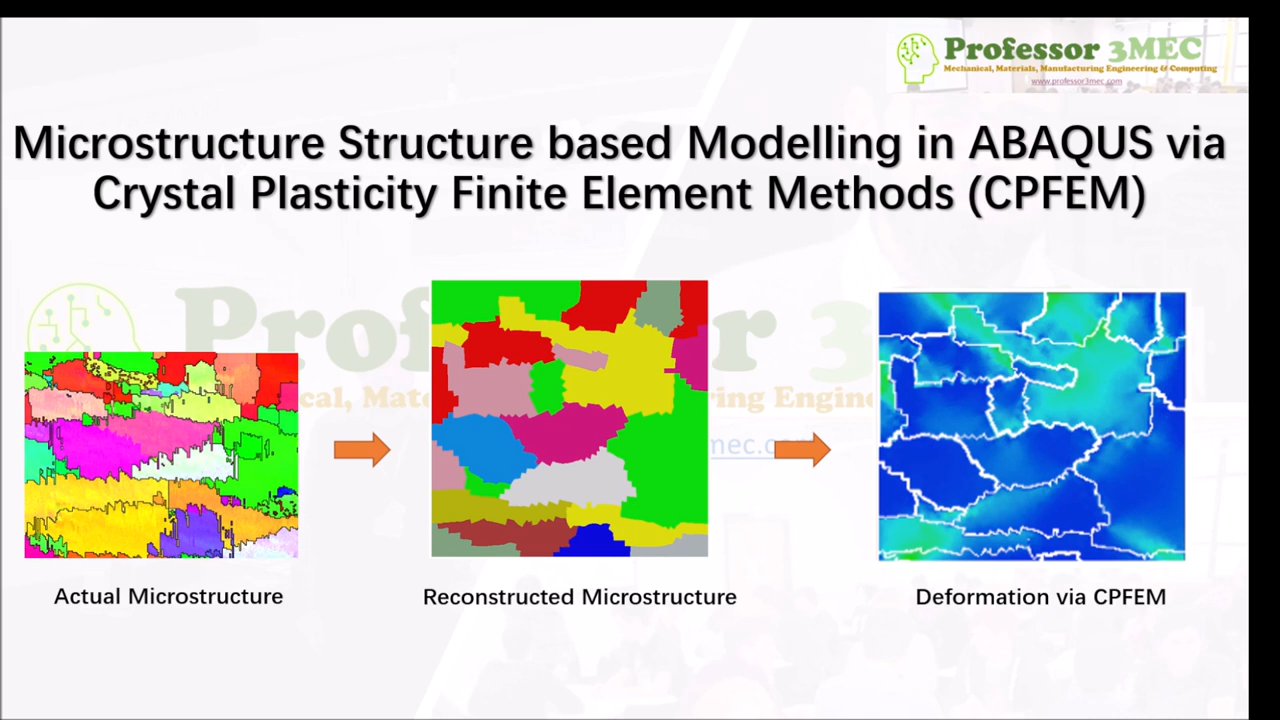 Professor 3MEC
Mechanical, Materials, Manufacturing Engineering & Computing
www.professor3mec.com
Microstructure Structure based Modelling in ABAQUS via
Crystal Plasticity Finite Element Methods (CPFEM)
Actual Microstructure
Reconstructed Microstructure
Deformation via CPFEM